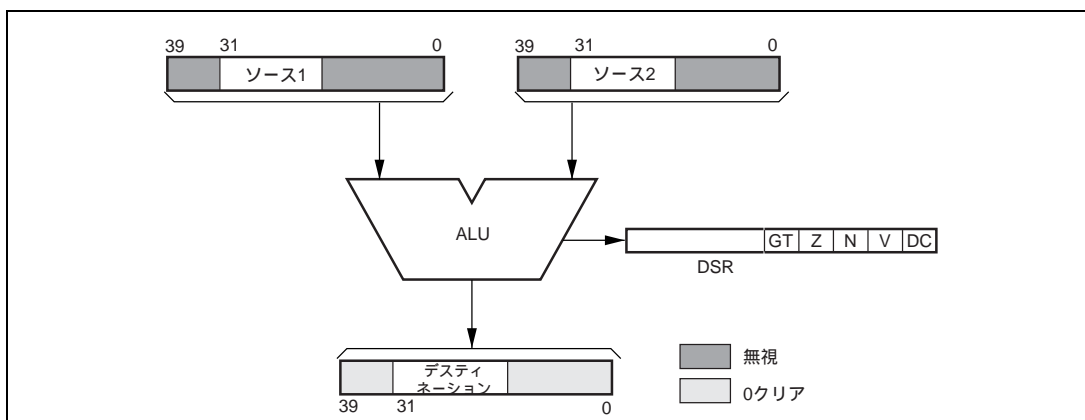 39 31 0
ソース1
39 31 0
ソース2
ALU
GT Z N V DC
DSR
デスティ
ネーション
39 31 0
無視
0クリア